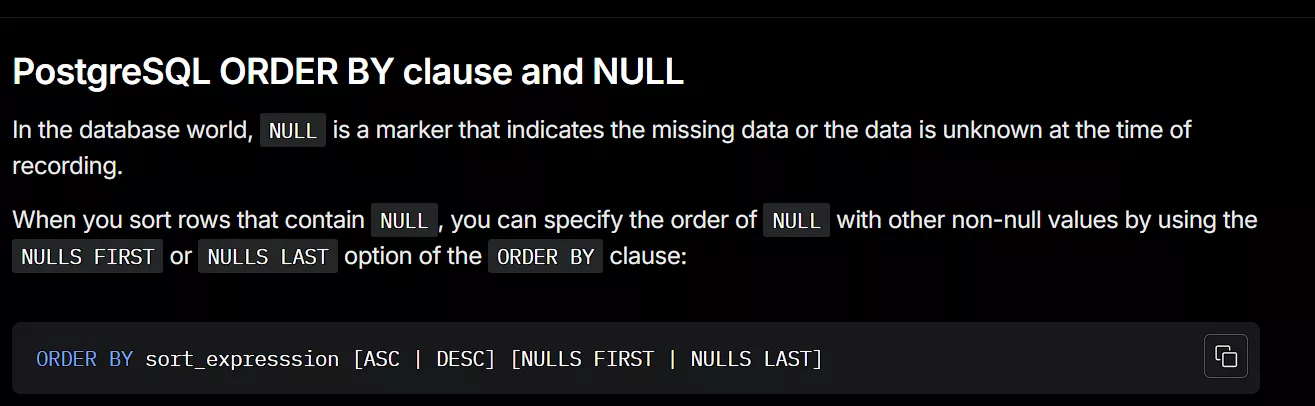 PostgreSQL ORDER BY clause and NULL
In the database world, NULL is a marker that indicates the missing data or the data is unknown at the time of
recording.
When you sort rows that contain NULL, you can specify the order of NULL with other non-null values by using the
NULLS FIRST or NULLS LAST option of the ORDER BY clause:
ORDER BY sort_expresssion [ASC | DESC] [NULLS FIRST | NULLS LAST]